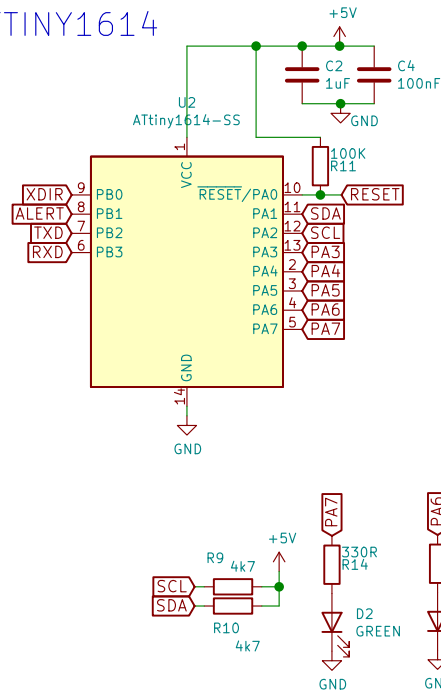 TTINY1614
+5V
C2
1uF
C4
100nF
GND
U2
ATtiny1614-SS
1
VCC
100K
R11
XDIR 9 PB0
RESET/PA0 10 RESET
ALERT 8 PB1
PA1 11 SDA
TXD 7 PB2
PA2 12 SCL
RXD 6 PB3
PA3 13 PA3
PA4 2 PA4
PA5 3 PA5
PA6 4 PA6
PA7 5 PA7
GND
14
GND
PA7
PA6
+5V
R9
4k7
SCL
SDA
R10
4k7
330R
R14
D2
GREEN
GND
GN